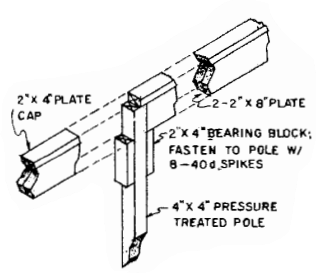 2" X 4" PLATE
CAP
2-2" X 8" PLATE
2" X 4" BEARING BLOCK;
FASTEN TO POLE W/
8-40d SPIKES
4" X 4" PRESSURE
TREATED POLE